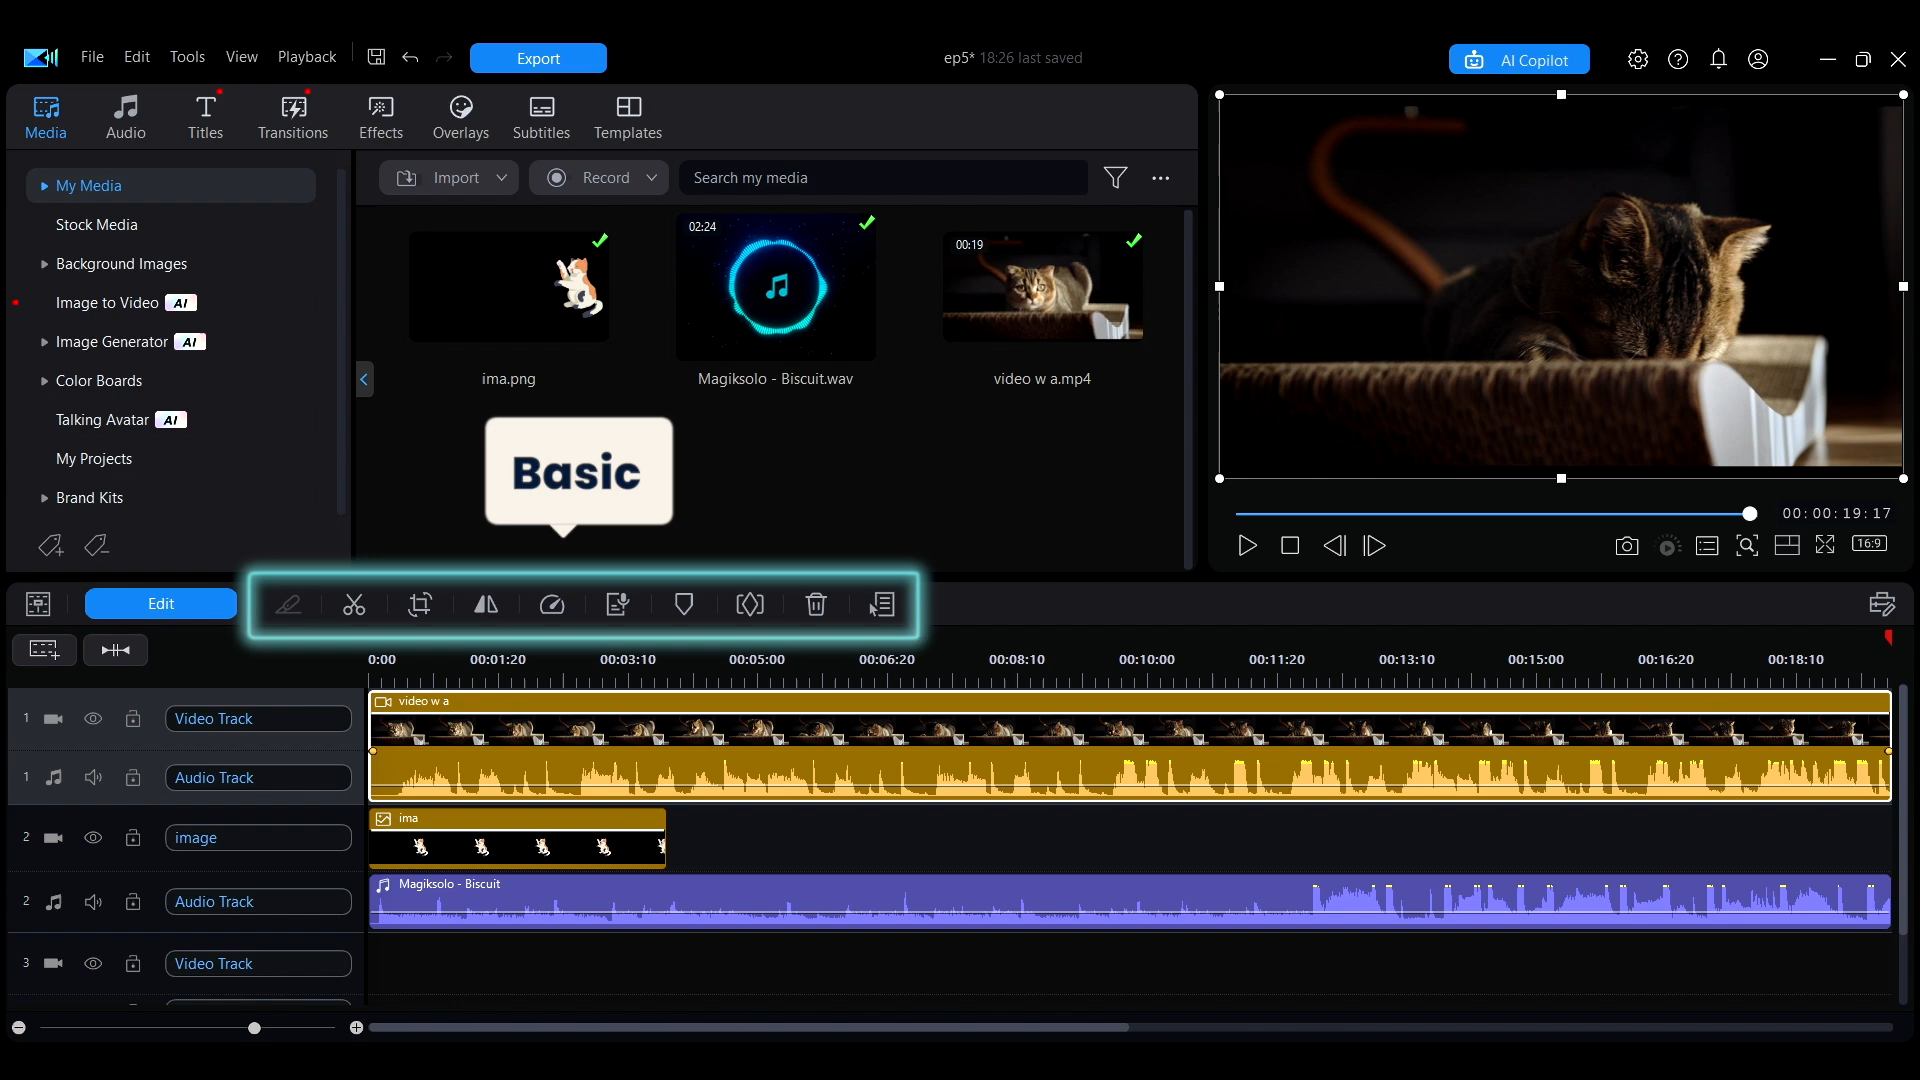 File Edit Tools View Playback Export ep5* 18:26 last saved AI Copilot
Media Audio Titles Transitions Effects Overlays Subtitles Templates
My Media
Stock Media
Background Images
Image to Video AI
Image Generator AI
Color Boards
Talking Avatar AI
My Projects
Brand Kits
Import Record Search my media
02:24
00:19
ima.png Magiksolo - Biscuit.wav video w a.mp4
Basic
00:00:19:17
16:9
Edit
0:00 00:01:20 00:03:10 00:05:00 00:06:20 00:08:10 00:10:00 00:11:20 00:13:10 00:15:00 00:16:20 00:18:10
1 Video Track
video w a
1 Audio Track
2 image
ima
2 Audio Track
Magiksolo - Biscuit
3 Video Track